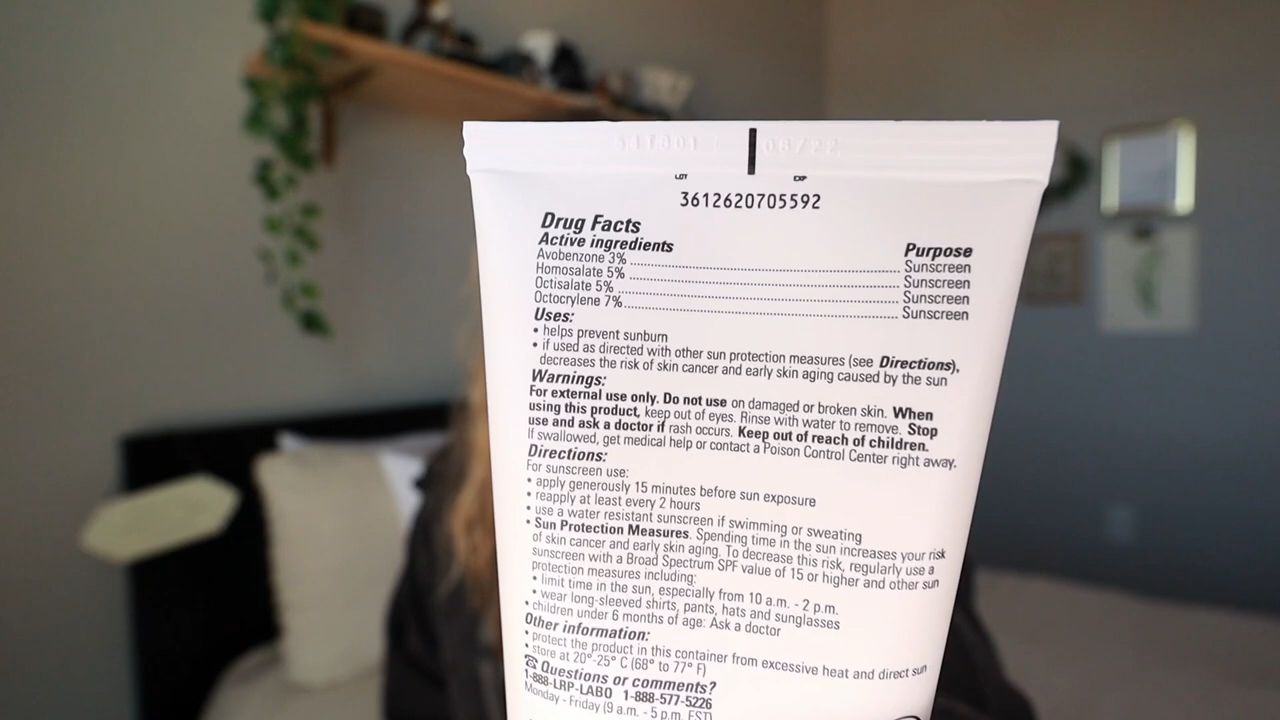 08/22
LOT EXP
3612620705592
Drug Facts
Active ingredients Purpose
Avobenzone 3% ........ Sunscreen
Homosalate 5% ........ Sunscreen
Octisalate 5% ........ Sunscreen
Octocrylene 7% ........ Sunscreen
Uses:
• helps prevent sunburn
• if used as directed with other sun protection measures (see Directions),
decreases the risk of skin cancer and early skin aging caused by the sun
Warnings:
For external use only. Do not use on damaged or broken skin. When
using this product, keep out of eyes. Rinse with water to remove. Stop
use and ask a doctor if rash occurs. Keep out of reach of children.
If swallowed, get medical help or contact a Poison Control Center right away.
Directions:
For sunscreen use:
• apply generously 15 minutes before sun exposure
• reapply at least every 2 hours
• use a water resistant sunscreen if swimming or sweating
• Sun Protection Measures. Spending time in the sun increases your risk
of skin cancer and early skin aging. To decrease this risk, regularly use a
sunscreen with a Broad Spectrum SPF value of 15 or higher and other sun
protection measures including:
• limit time in the sun, especially from 10 a.m. - 2 p.m.
• wear long-sleeved shirts, pants, hats and sunglasses
• children under 6 months of age: Ask a doctor
Other information:
• protect the product in this container from excessive heat and direct sun
• store at 20°-25° C (68° to 77° F)
☎ Questions or comments?
1-888-LRP-LABO 1-888-577-5226
Monday - Friday (9 a.m. - 5 p.m. EST)